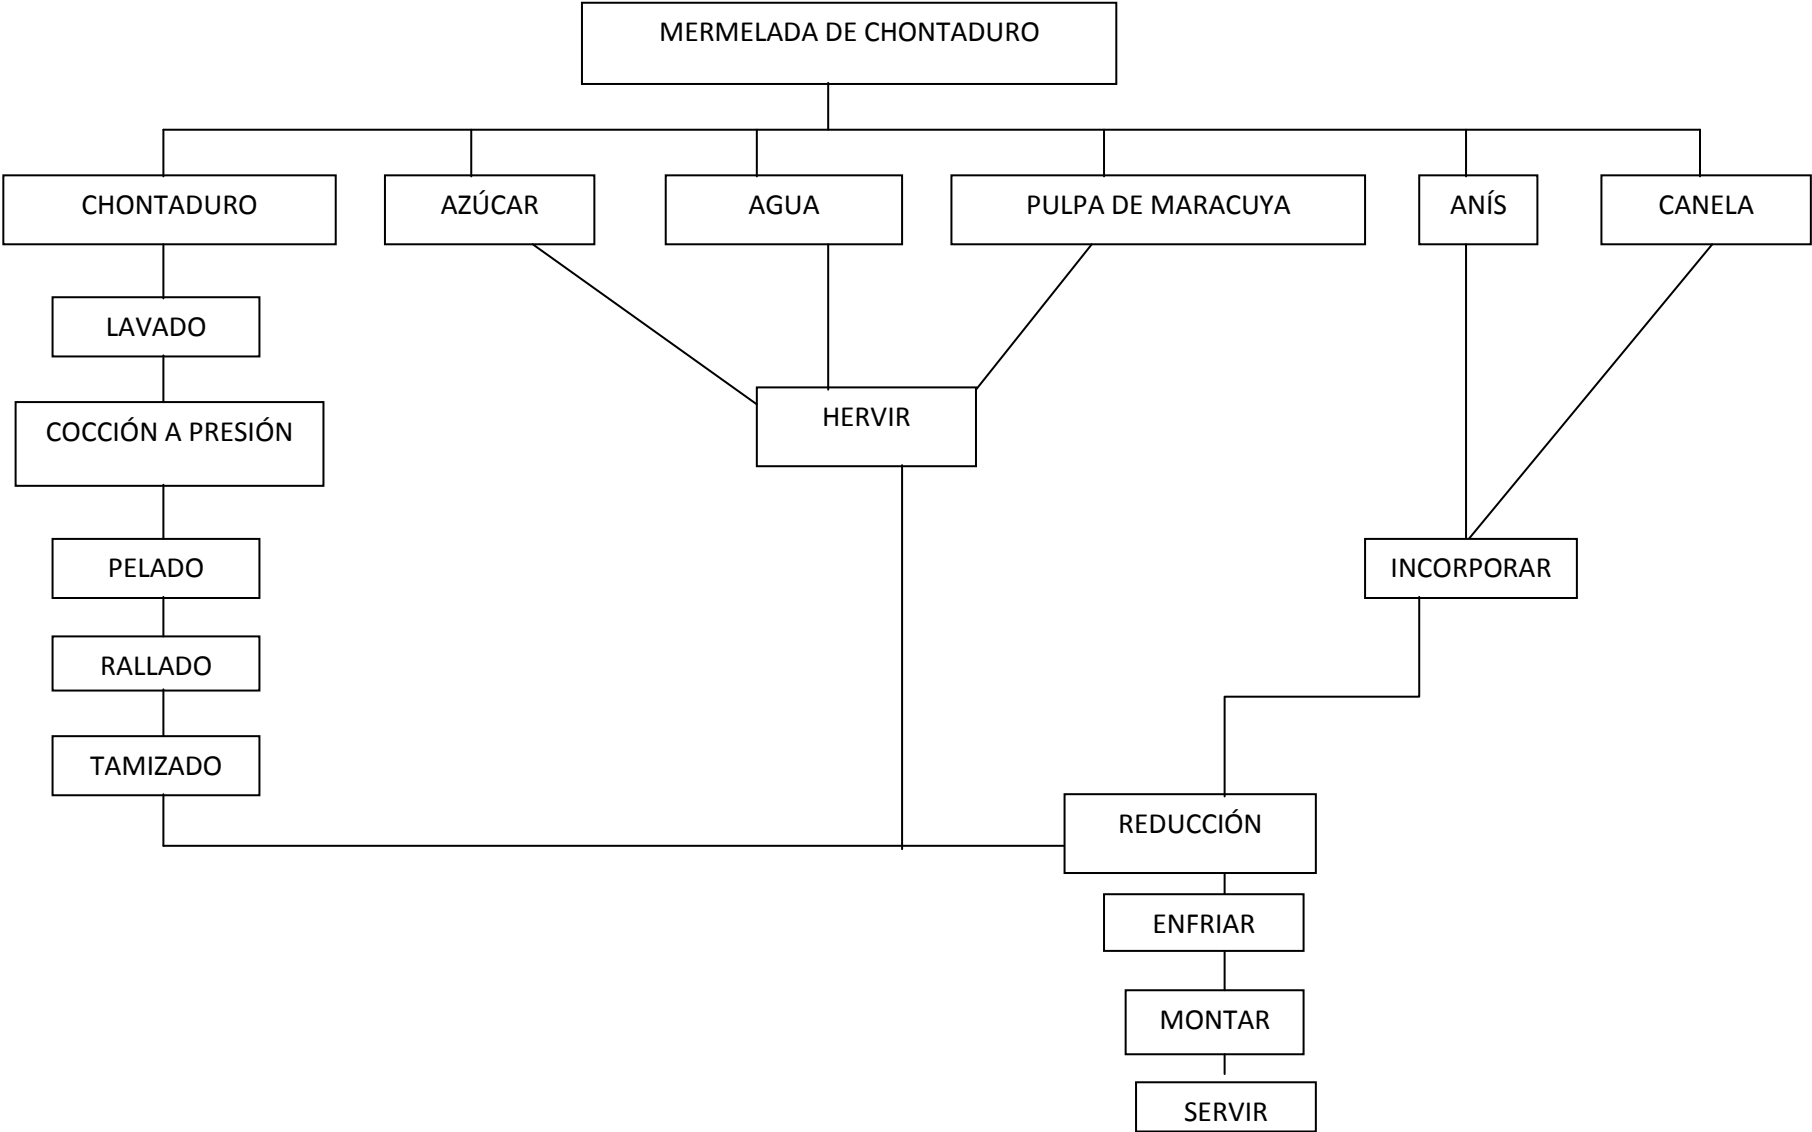 MERMELADA DE CHONTADURO
CHONTADURO
AZÚCAR
AGUA
PULPA DE MARACUYA
ANÍS
CANELA
LAVADO
COCCIÓN A PRESIÓN
HERVIR
PELADO
INCORPORAR
RALLADO
TAMIZADO
REDUCCIÓN
ENFRIAR
MONTAR
SERVIR